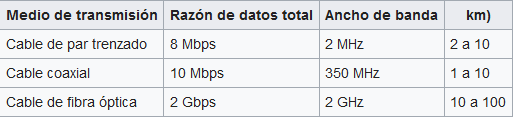 Medio de transmisión Razón de datos total Ancho de banda km)
Cable de par trenzado 8 Mbps 2 MHz 2 a 10
Cable coaxial 10 Mbps 350 MHz 1 a 10
Cable de fibra óptica 2 Gbps 2 GHz 10 a 100